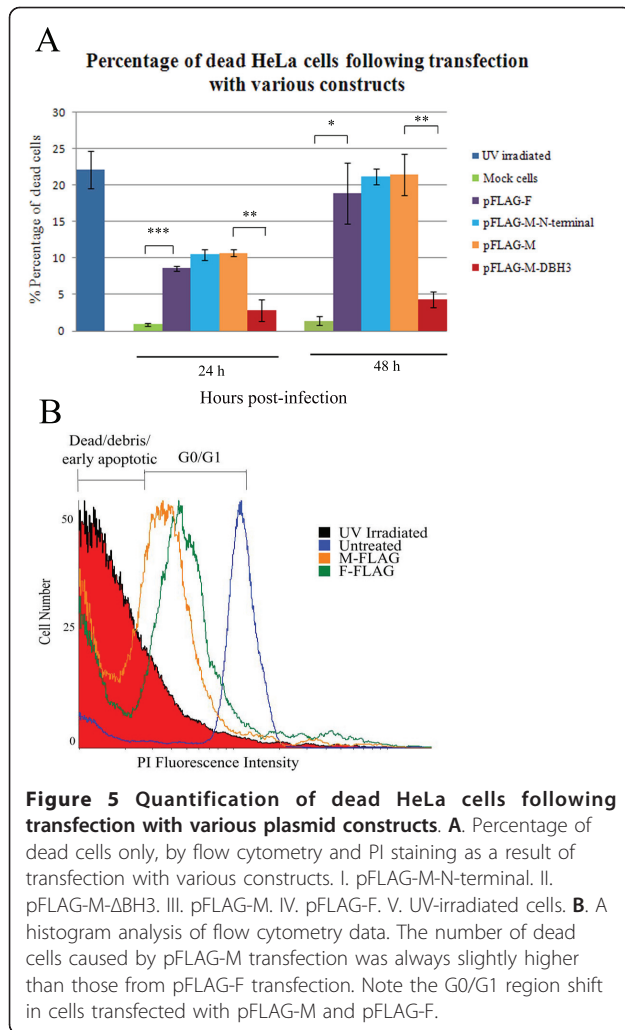 A
Percentage of dead HeLa cells following transfection
with various constructs
% Percentage of dead cells
30
25
20
15
10
5
0
***
**
*
**
24 h
48 h
Hours post-infection
UV irradiated
Mock cells
pFLAG-F
pFLAG-M-N-terminal
pFLAG-M
pFLAG-M-DBH3
B
Dead/debris/
early apoptotic
G0/G1
UV Irradiated
Untreated
M-FLAG
F-FLAG
Cell Number
50
25
0
PI Fluorescence Intensity
Figure 5 Quantification of dead HeLa cells following
transfection with various plasmid constructs. A. Percentage of
dead cells only, by flow cytometry and PI staining as a result of
transfection with various constructs. I. pFLAG-M-N-terminal. II.
pFLAG-M-ΔBH3. III. pFLAG-M. IV. pFLAG-F. V. UV-irradiated cells. B. A
histogram analysis of flow cytometry data. The number of dead
cells caused by pFLAG-M transfection was always slightly higher
than those from pFLAG-F transfection. Note the G0/G1 region shift
in cells transfected with pFLAG-M and pFLAG-F.